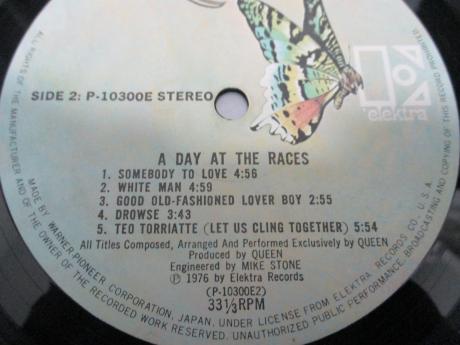 SIDE 2: P-10300E STEREO
elektra
A DAY AT THE RACES
1. SOMEBODY TO LOVE 4:56
2. WHITE MAN 4:59
3. GOOD OLD-FASHIONED LOVER BOY 2:55
4. DROWSE 3:43
5. TEO TORRIATTE (LET US CLING TOGETHER) 5:54
All Titles Composed, Arranged And Performed Exclusively by QUEEN
Produced by QUEEN
Engineered by MIKE STONE
Ⓟ 1976 by Elektra Records
(P-10300E2)
33 1/3 RPM
ALL RIGHTS OF THE MANUFACTURER AND OF THE OWNER OF THE RECORDED WORK RESERVED. UNAUTHORIZED PUBLIC PERFORMANCE, BROADCASTING AND COPYING OF THIS RECORD PROHIBITED
MADE BY WARNER-PIONEER CORPORATION, JAPAN, UNDER LICENSE FROM ELEKTRA RECORDS CO., U.S.A.